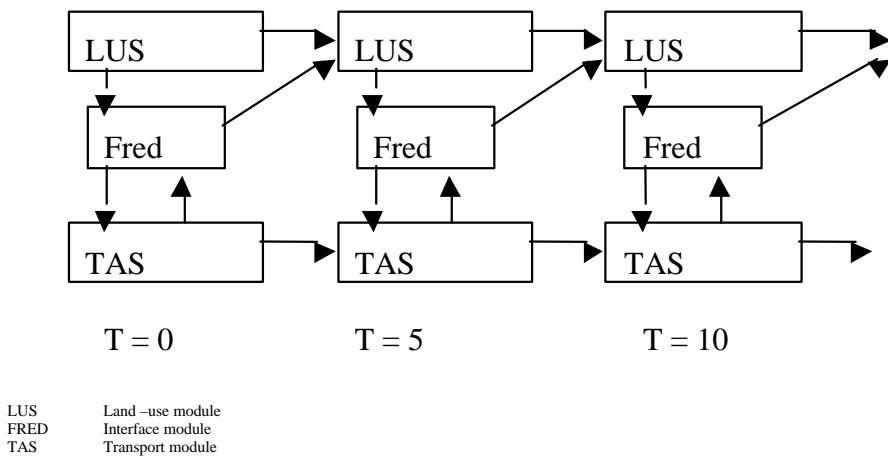 LUS LUS LUS
Fred Fred Fred
TAS TAS TAS
T = 0 T = 5 T = 10
LUS Land –use module
FRED Interface module
TAS Transport module